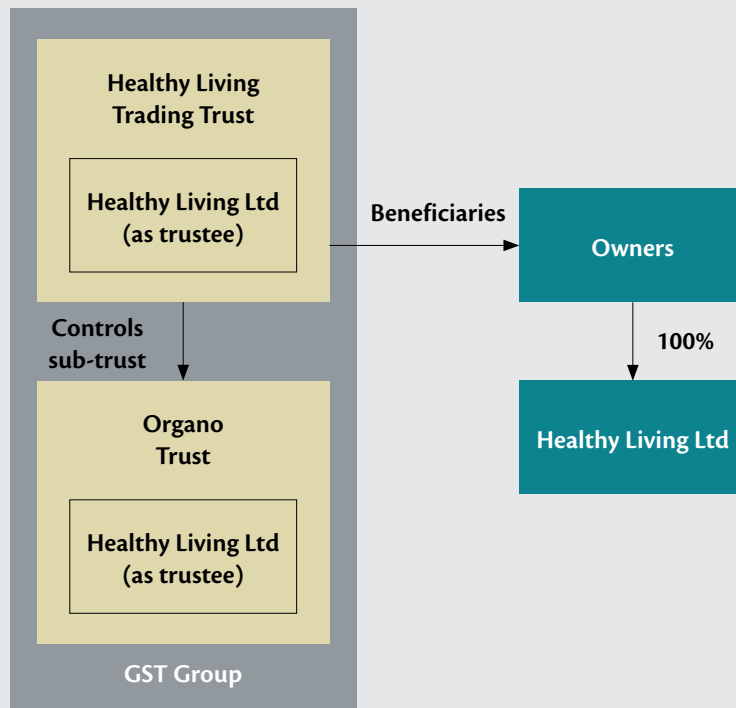 Healthy Living
Trading Trust
Healthy Living Ltd
(as trustee)
Beneficiaries
Owners
Controls
sub-trust
100%
Organo
Trust
Healthy Living Ltd
Healthy Living Ltd
(as trustee)
GST Group